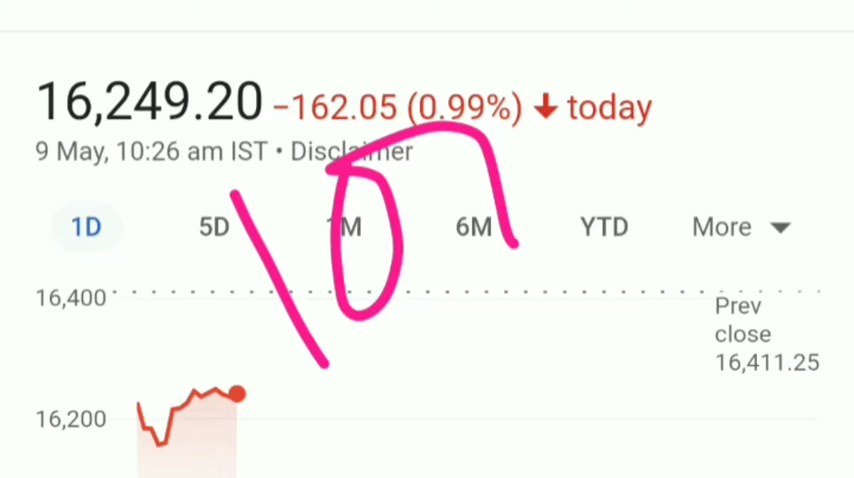 16,249.20 −162.05 (0.99%) ↓ today
9 May, 10:26 am IST • Disclaimer
1D 5D 1M 6M YTD More
16,400
Prev
close
16,411.25
16,200